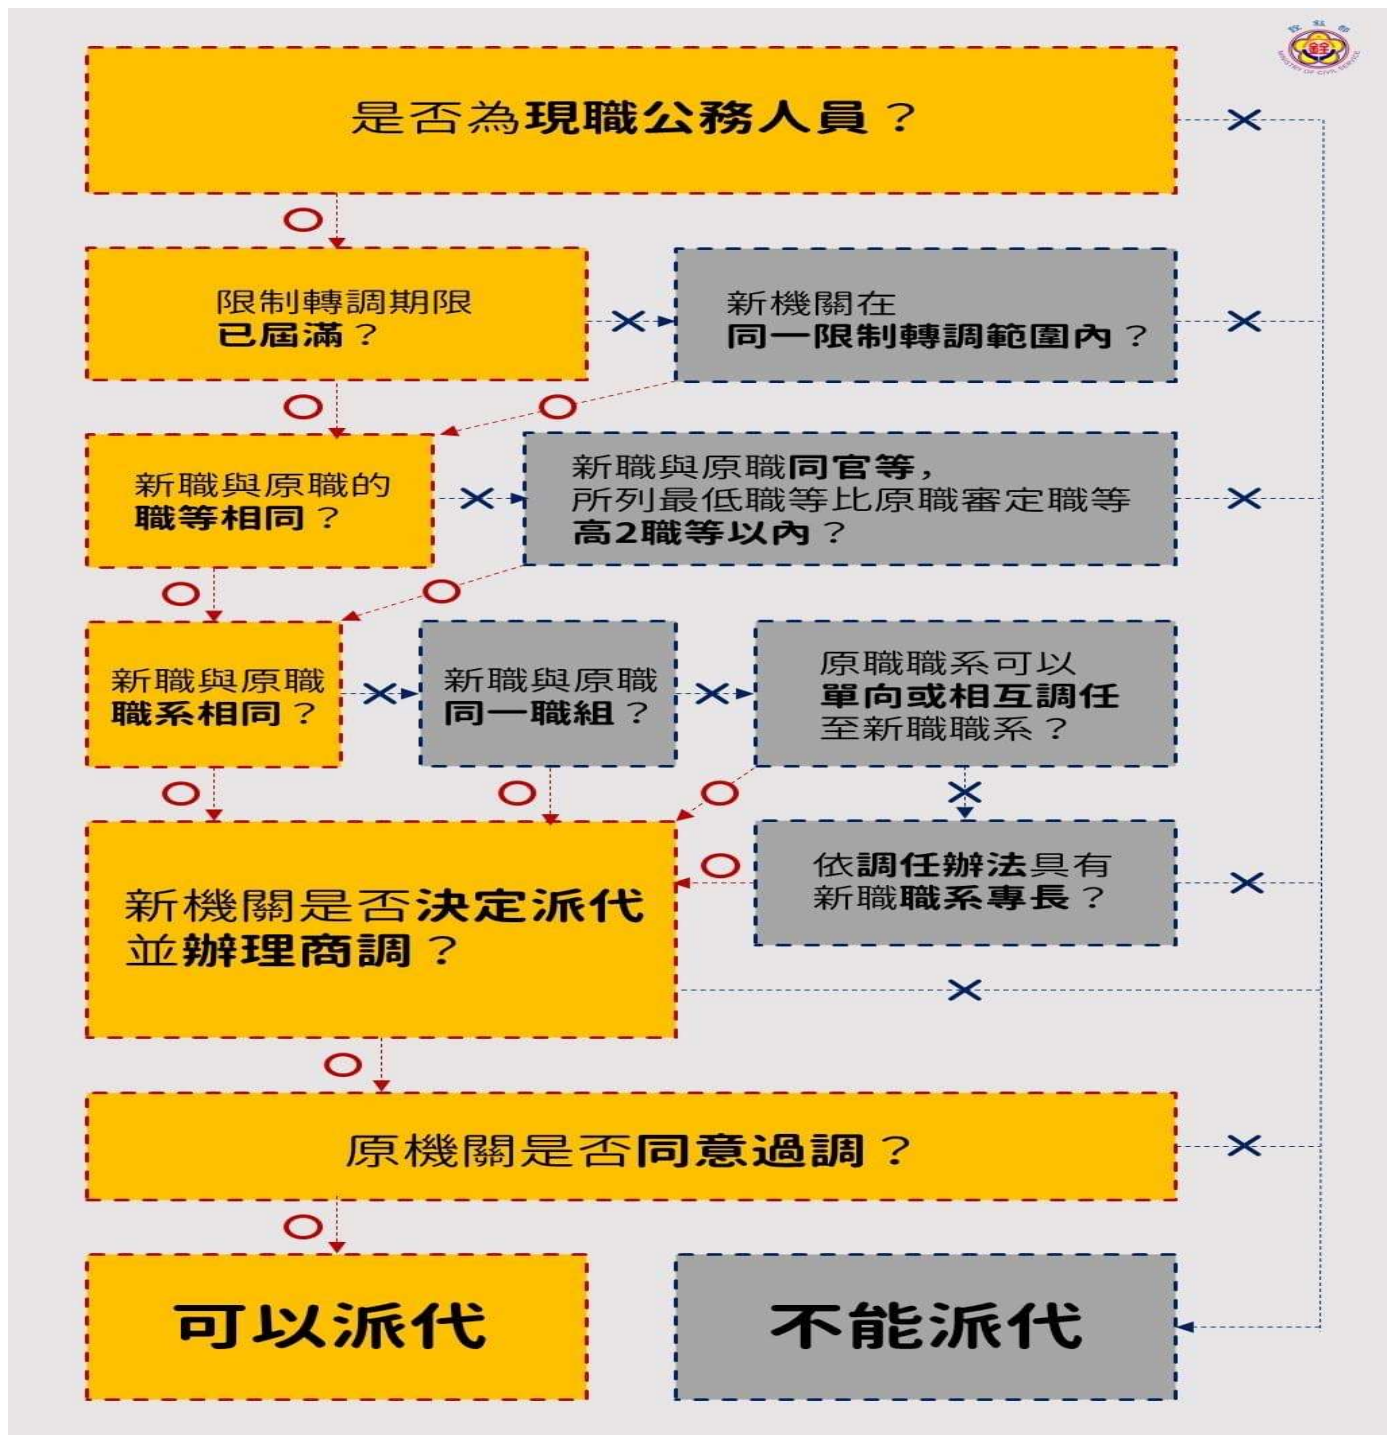 銓敘部
MINISTRY OF CIVIL SERVICE
是否為現職公務人員？
限制轉調期限
已屆滿？
新機關在
同一限制轉調範圍內？
新職與原職的
職等相同？
新職與原職同官等，
所列最低職等比原職審定職等
高2職等以內？
新職與原職
職系相同？
新職與原職
同一職組？
原職職系可以
單向或相互調任
至新職職系？
依調任辦法具有
新職職系專長？
新機關是否決定派代
並辦理商調？
原機關是否同意過調？
可以派代
不能派代